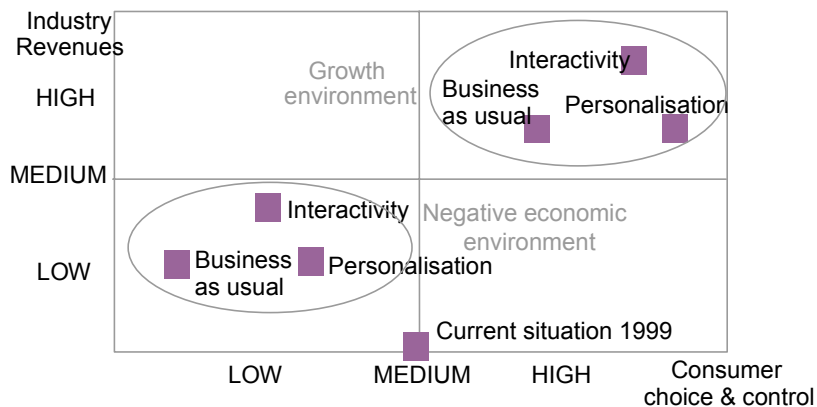 Industry
Revenues
HIGH
MEDIUM
LOW
Growth
environment
Interactivity
Business
as usual
Personalisation
Interactivity
Business
as usual
Personalisation
Negative economic
environment
Current situation 1999
LOW
MEDIUM
HIGH
Consumer
choice & control